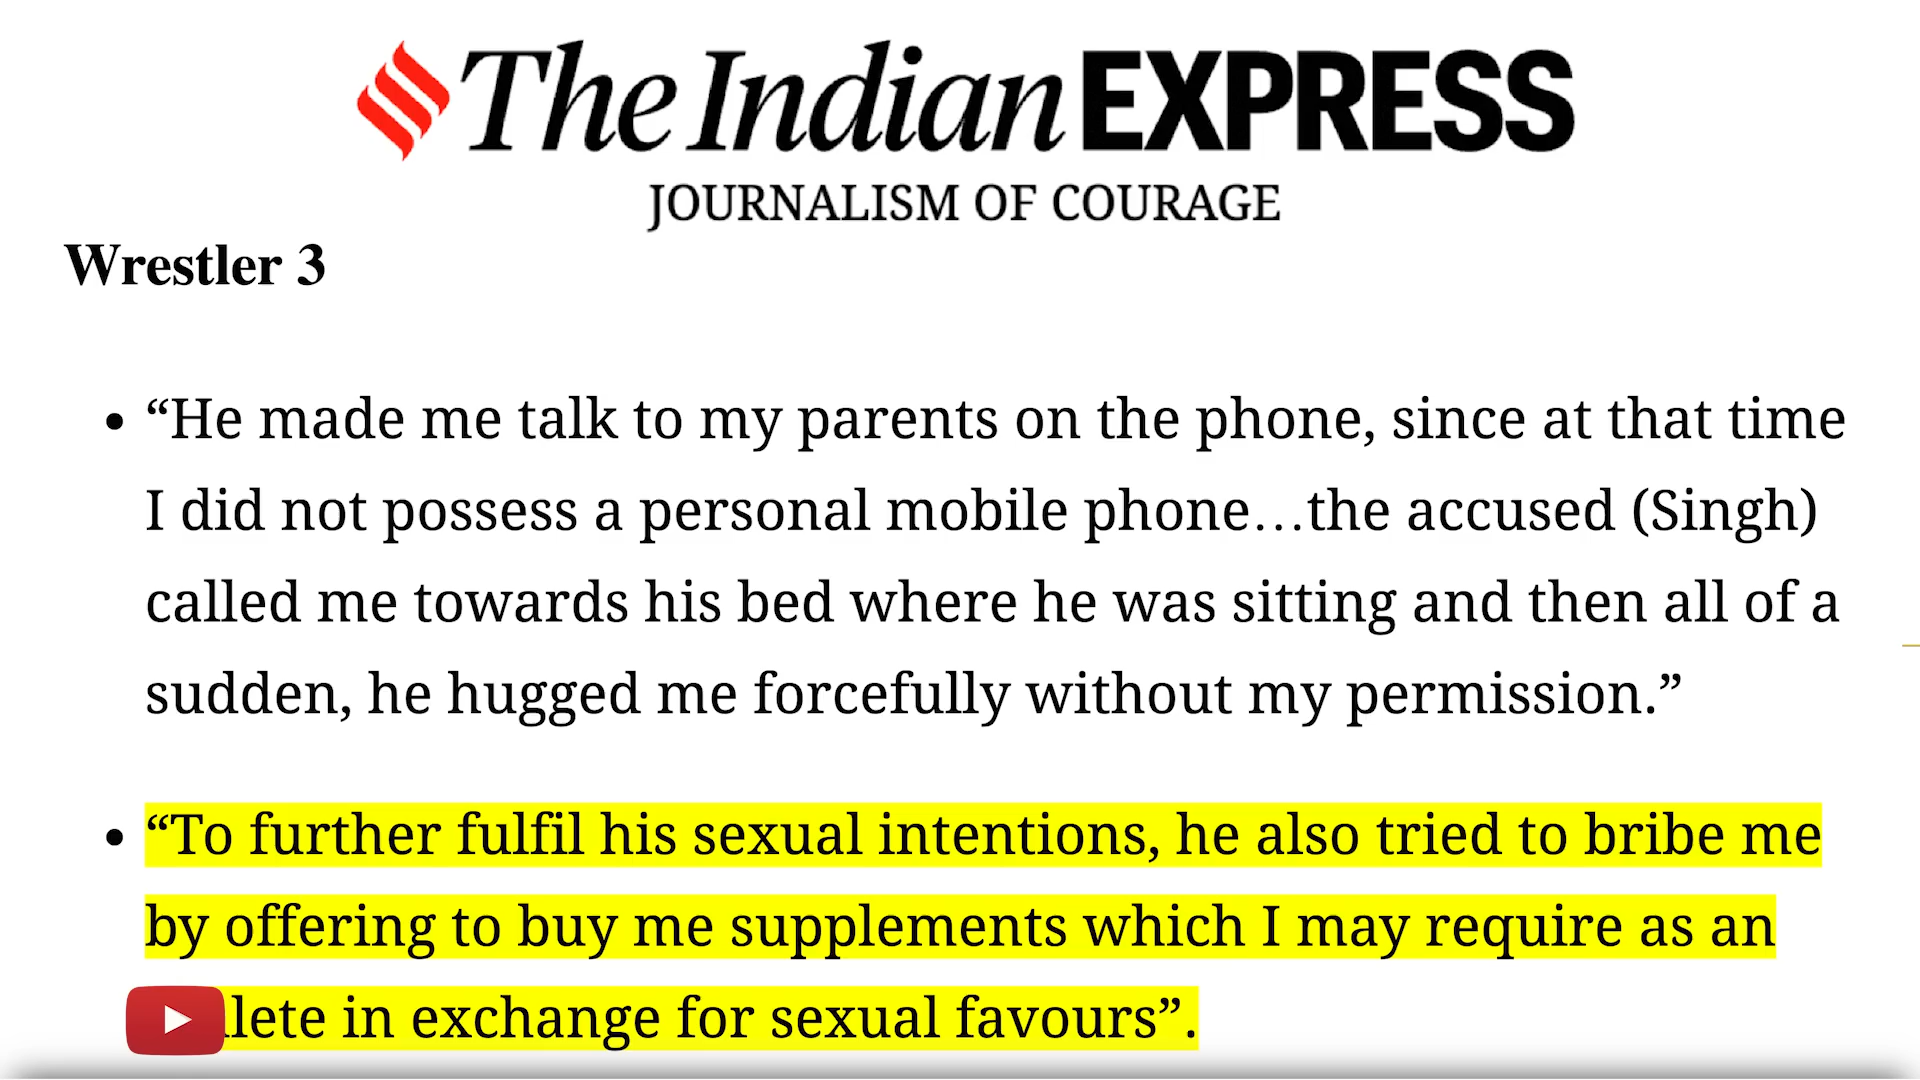 The Indian EXPRESS
JOURNALISM OF COURAGE
Wrestler 3
• “He made me talk to my parents on the phone, since at that time
I did not possess a personal mobile phone…the accused (Singh)
called me towards his bed where he was sitting and then all of a
sudden, he hugged me forcefully without my permission.”
• “To further fulfil his sexual intentions, he also tried to bribe me
by offering to buy me supplements which I may require as an
lete in exchange for sexual favours”.